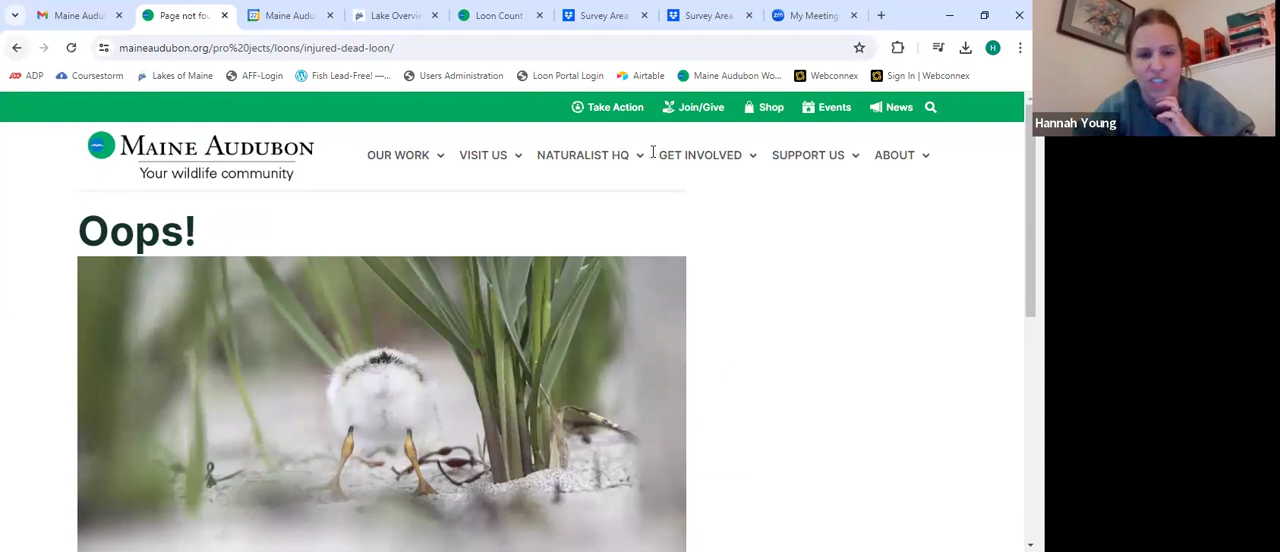 Maine Audu
Page not fou
Maine Audu
Lake Overvie
Loon Count
Survey Area
Survey Area
My Meeting
maineaudubon.org/pro%20jects/loons/injured-dead-loon/
ADP
Coursestorm
Lakes of Maine
AFF-Login
Fish Lead-Free! —...
Users Administration
Loon Portal Login
Airtable
Maine Audubon Wo...
Webconnex
Sign In | Webconnex
Take Action
Join/Give
Shop
Events
News
MAINE AUDUBON
Your wildlife community
OUR WORK
VISIT US
NATURALIST HQ
GET INVOLVED
SUPPORT US
ABOUT
Oops!
Hannah Young